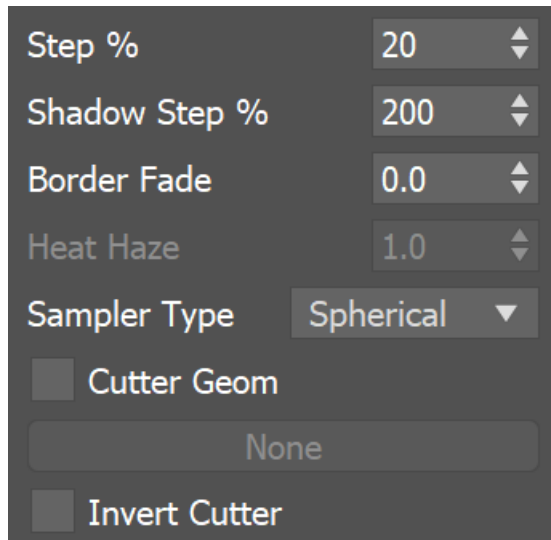 Step % 20
Shadow Step % 200
Border Fade 0.0
Heat Haze 1.0
Sampler Type Spherical
Cutter Geom
None
Invert Cutter